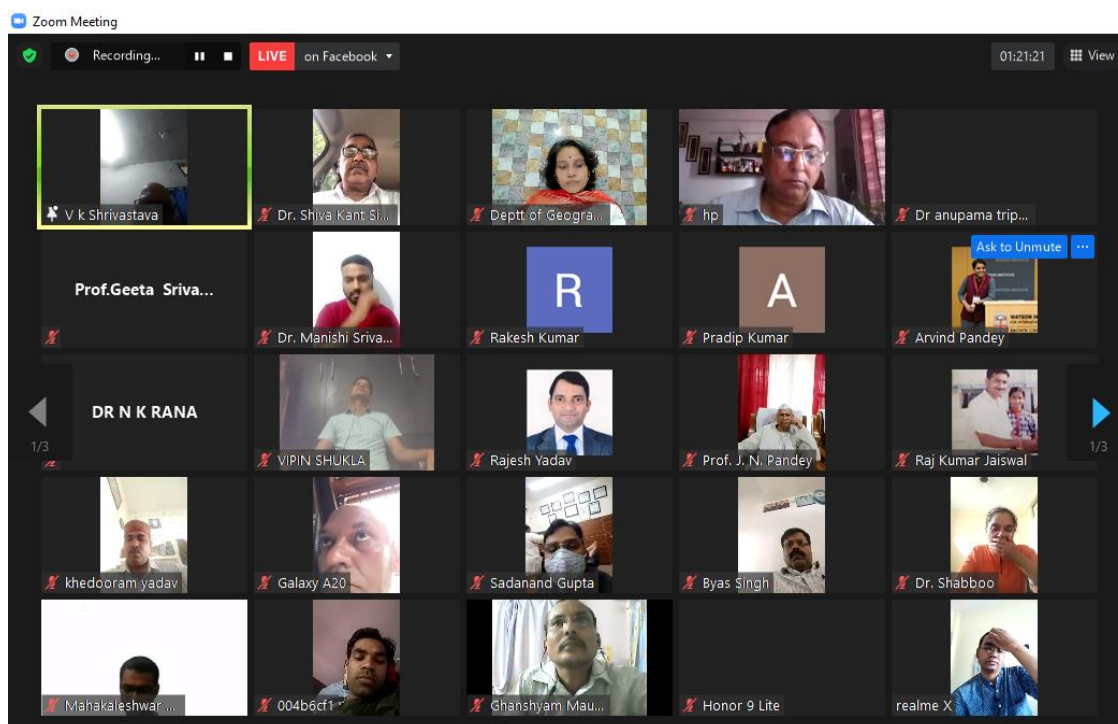 Zoom Meeting
Recording...
LIVE on Facebook
01:21:21
View
V k Shrivastava
Dr. Shiva Kant Si...
Deptt of Geogra...
hp
Dr anupama trip...
Prof.Geeta Sriva...
Dr. Manishi Sriva...
R
Rakesh Kumar
A
Pradip Kumar
Ask to Unmute ...
WATSON IN
Arvind Pandey
DR N K RANA
1/3
VIPIN SHUKLA
Rajesh Yadav
Prof. J. N. Pandey
Raj Kumar Jaiswal
1/3
khedooram yadav
Galaxy A20
Sadanand Gupta
Byas Singh
Dr. Shabboo
Mahakaleshwar ...
004b6cf1
Ghanshyam Mau...
Honor 9 Lite
realme X